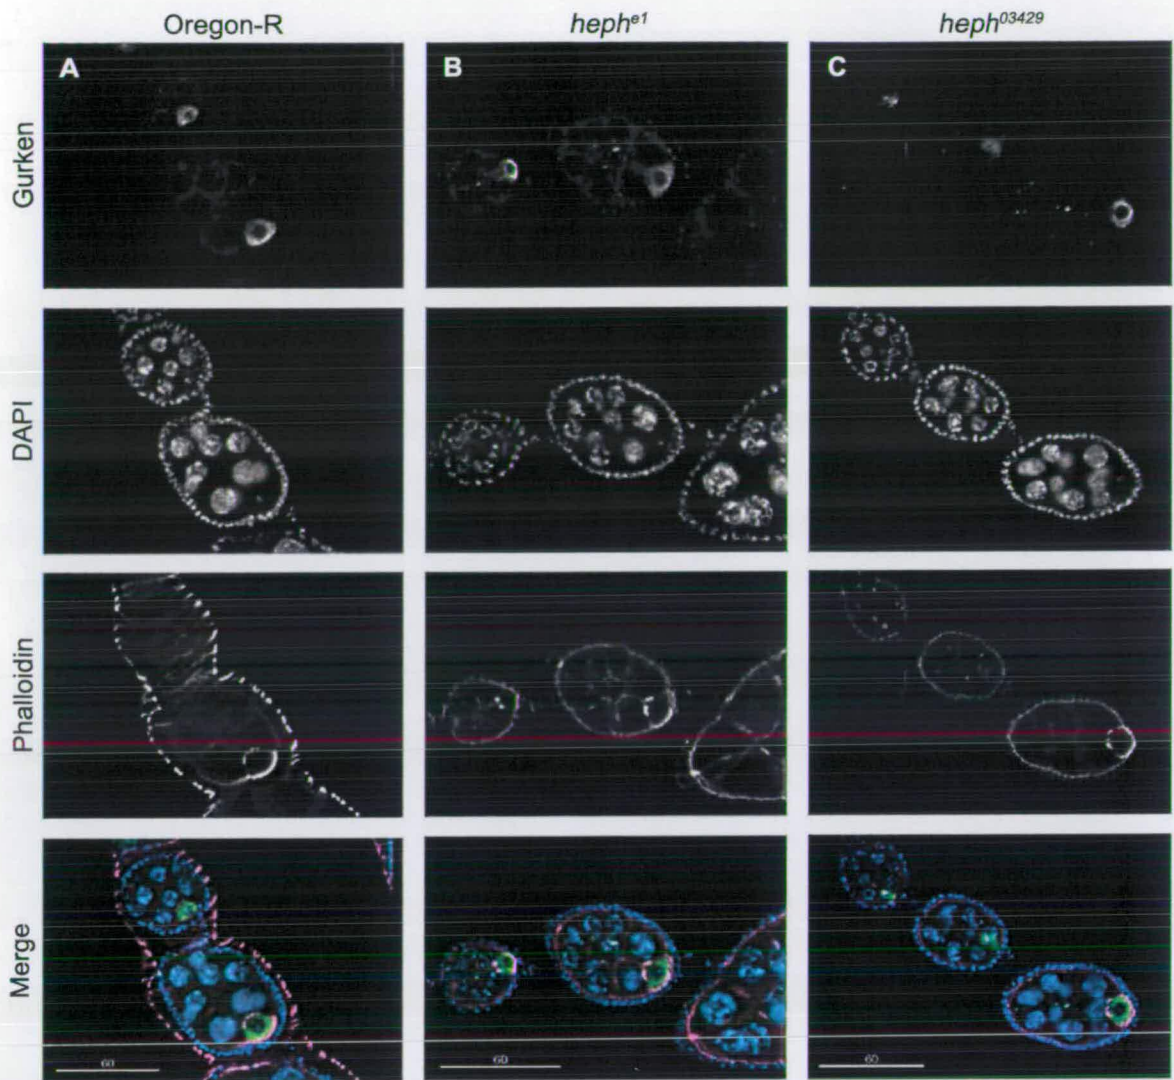 Oregon-R heph^e1 heph^03429
Gurken
A B C
DAPI
Phalloidin
Merge
60 60 60